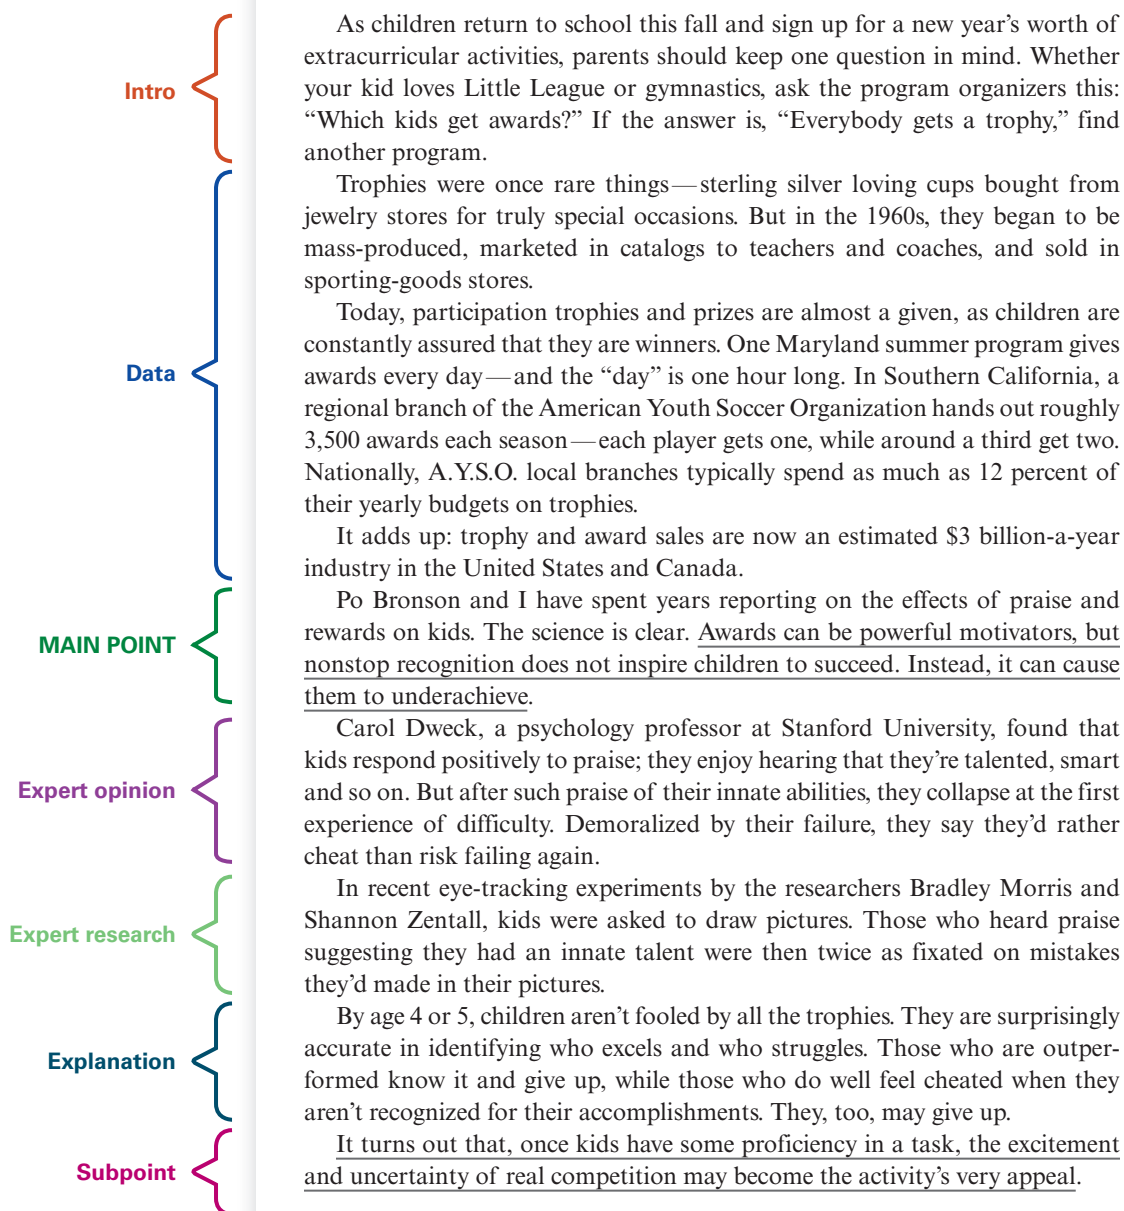 As children return to school this fall and sign up for a new year’s worth of
extracurricular activities, parents should keep one question in mind. Whether
your kid loves Little League or gymnastics, ask the program organizers this:
“Which kids get awards?” If the answer is, “Everybody gets a trophy,” find
another program.
Intro
Trophies were once rare things—sterling silver loving cups bought from
jewelry stores for truly special occasions. But in the 1960s, they began to be
mass-produced, marketed in catalogs to teachers and coaches, and sold in
sporting-goods stores.
Today, participation trophies and prizes are almost a given, as children are
constantly assured that they are winners. One Maryland summer program gives
awards every day—and the “day” is one hour long. In Southern California, a
regional branch of the American Youth Soccer Organization hands out roughly
3,500 awards each season—each player gets one, while around a third get two.
Nationally, A.Y.S.O. local branches typically spend as much as 12 percent of
their yearly budgets on trophies.
It adds up: trophy and award sales are now an estimated $3 billion-a-year
industry in the United States and Canada.
Data
Po Bronson and I have spent years reporting on the effects of praise and
rewards on kids. The science is clear. Awards can be powerful motivators, but
nonstop recognition does not inspire children to succeed. Instead, it can cause
them to underachieve.
MAIN POINT
Carol Dweck, a psychology professor at Stanford University, found that
kids respond positively to praise; they enjoy hearing that they’re talented, smart
and so on. But after such praise of their innate abilities, they collapse at the first
experience of difficulty. Demoralized by their failure, they say they’d rather
cheat than risk failing again.
Expert opinion
In recent eye-tracking experiments by the researchers Bradley Morris and
Shannon Zentall, kids were asked to draw pictures. Those who heard praise
suggesting they had an innate talent were then twice as fixated on mistakes
they’d made in their pictures.
Expert research
By age 4 or 5, children aren’t fooled by all the trophies. They are surprisingly
accurate in identifying who excels and who struggles. Those who are outper-
formed know it and give up, while those who do well feel cheated when they
aren’t recognized for their accomplishments. They, too, may give up.
Explanation
It turns out that, once kids have some proficiency in a task, the excitement
and uncertainty of real competition may become the activity’s very appeal.
Subpoint